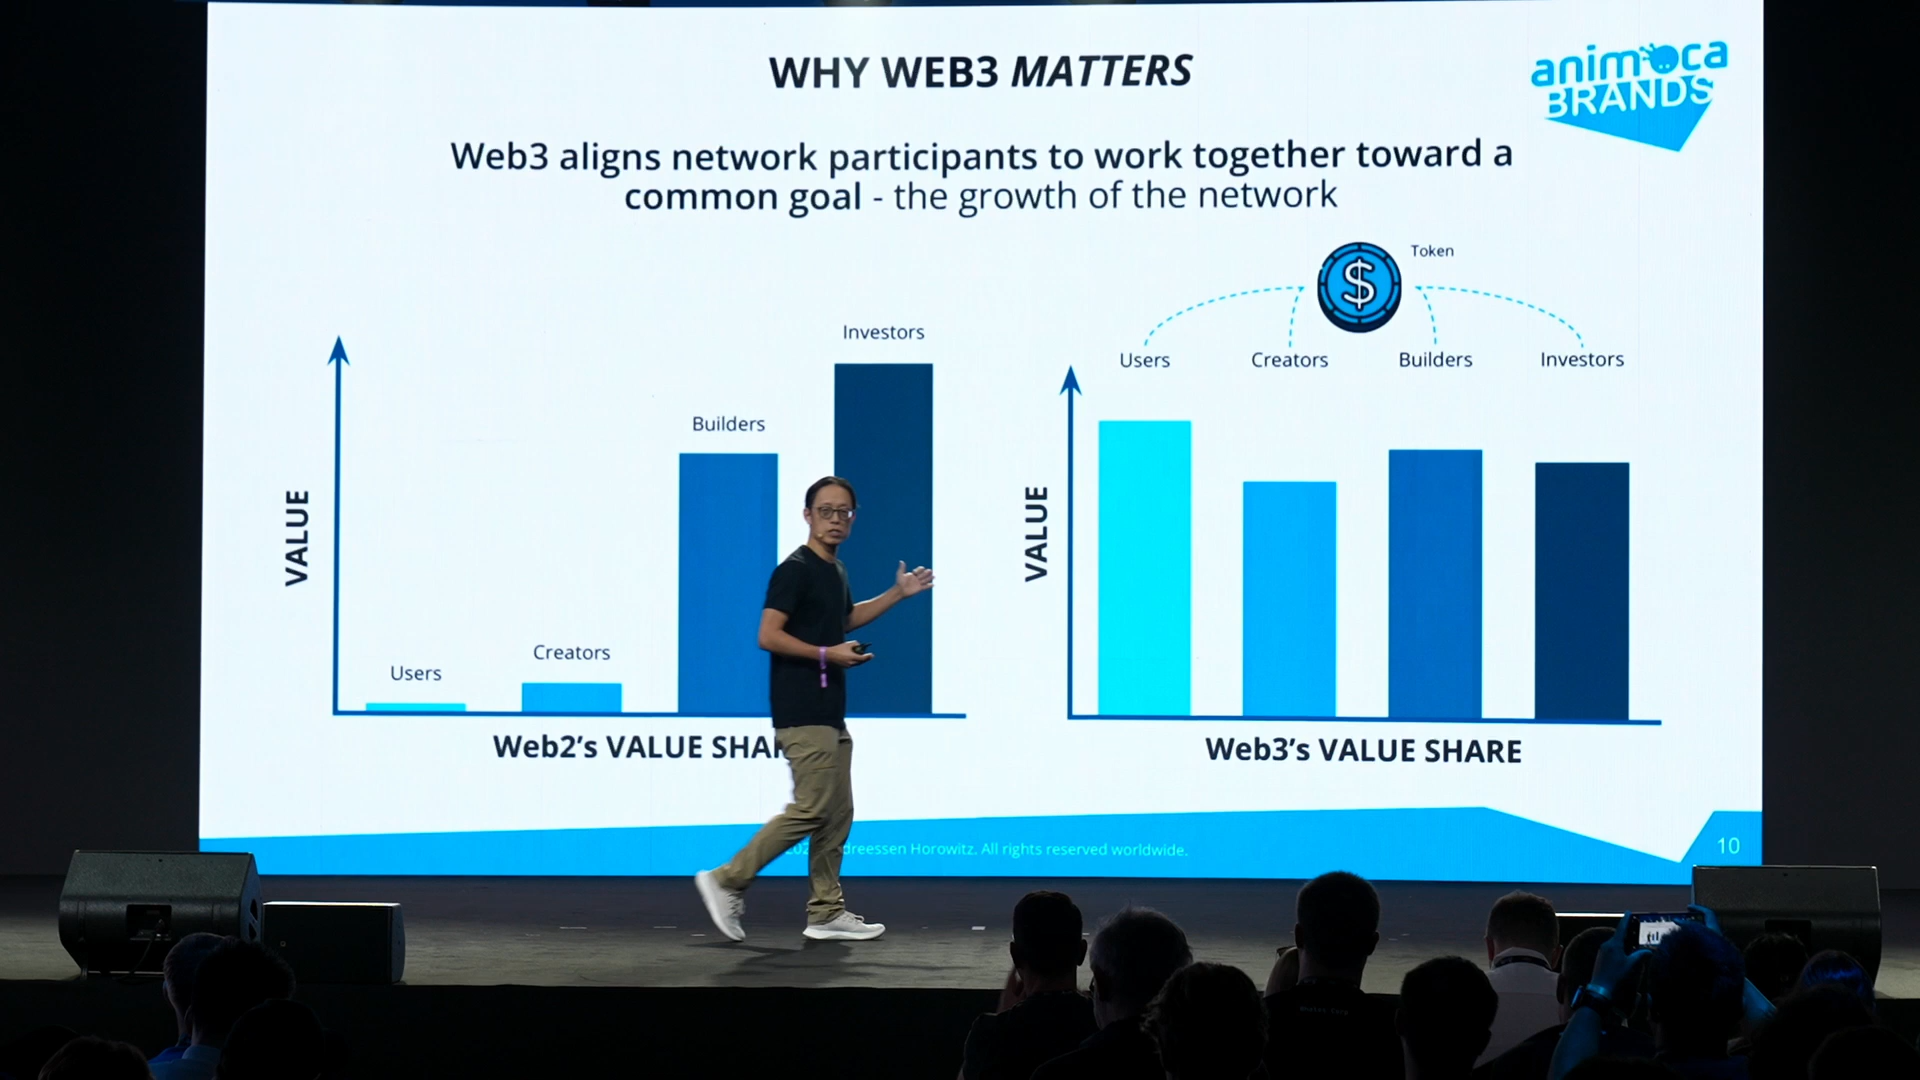 WHY WEB3 MATTERS
animoca
BRANDS
Web3 aligns network participants to work together toward a
common goal - the growth of the network
Token
$
Users
Creators
Builders
Investors
Investors
Builders
Creators
Users
VALUE
VALUE
Web2's VALUE SHAR
Web3's VALUE SHARE
Horowitz. All rights reserved worldwide.
10